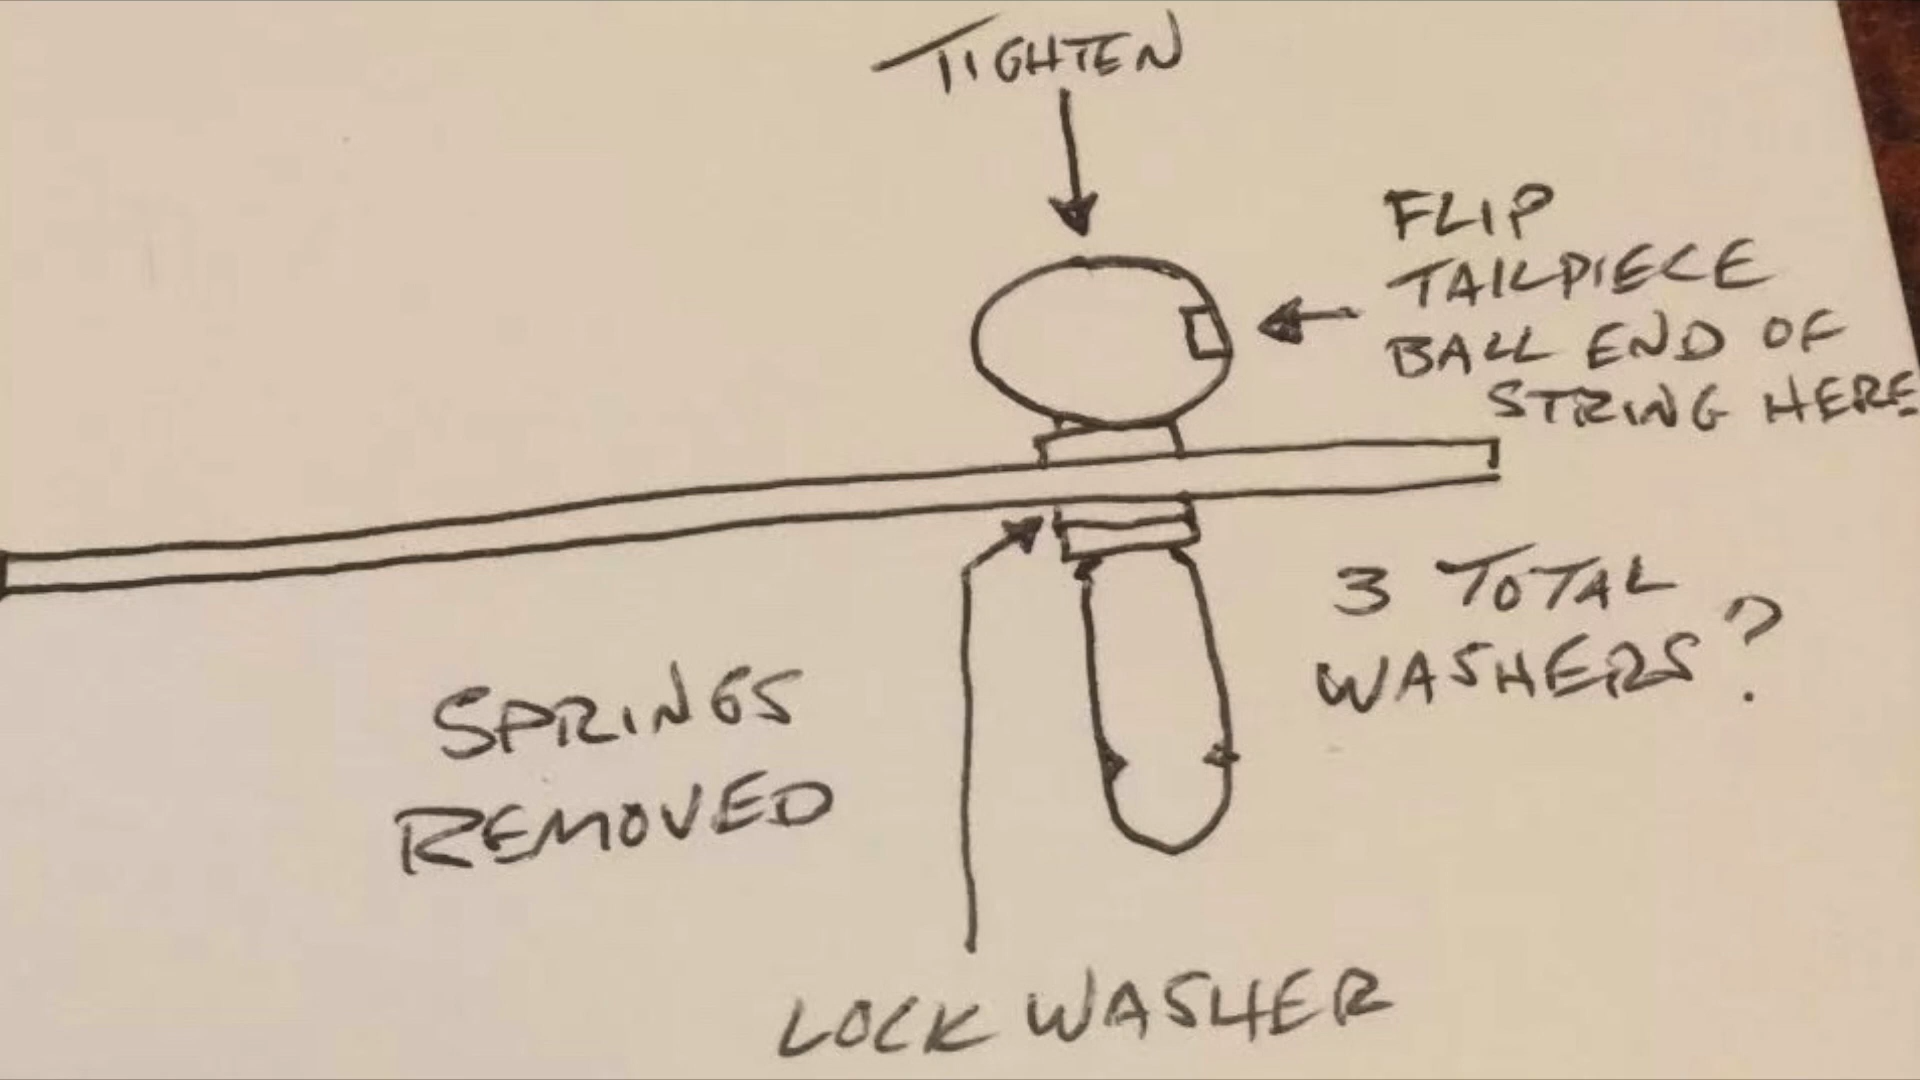 TIGHTEN
FLIP
TAILPIECE
BALL END OF
STRING HERE
3 TOTAL
WASHERS?
SPRINGS
REMOVED
LOCK WASHER